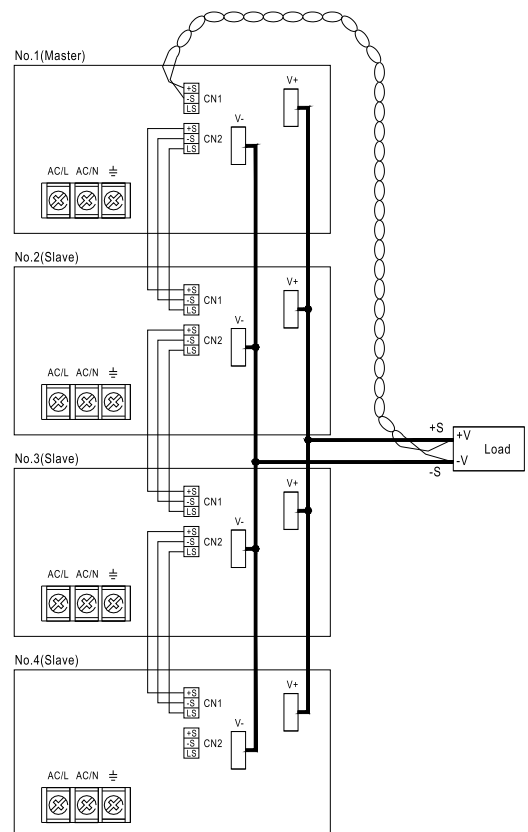 No.1(Master)
V+
+S
-S
LS
CN1
V-
+S
-S
LS
CN2
AC/L AC/N
No.2(Slave)
V+
+S
-S
LS
CN1
V-
+S
-S
LS
CN2
AC/L AC/N
+S
+V
Load
-V
-S
No.3(Slave)
V+
+S
-S
LS
CN1
V-
+S
-S
LS
CN2
AC/L AC/N
No.4(Slave)
V+
+S
-S
LS
CN1
V-
+S
-S
LS
CN2
AC/L AC/N